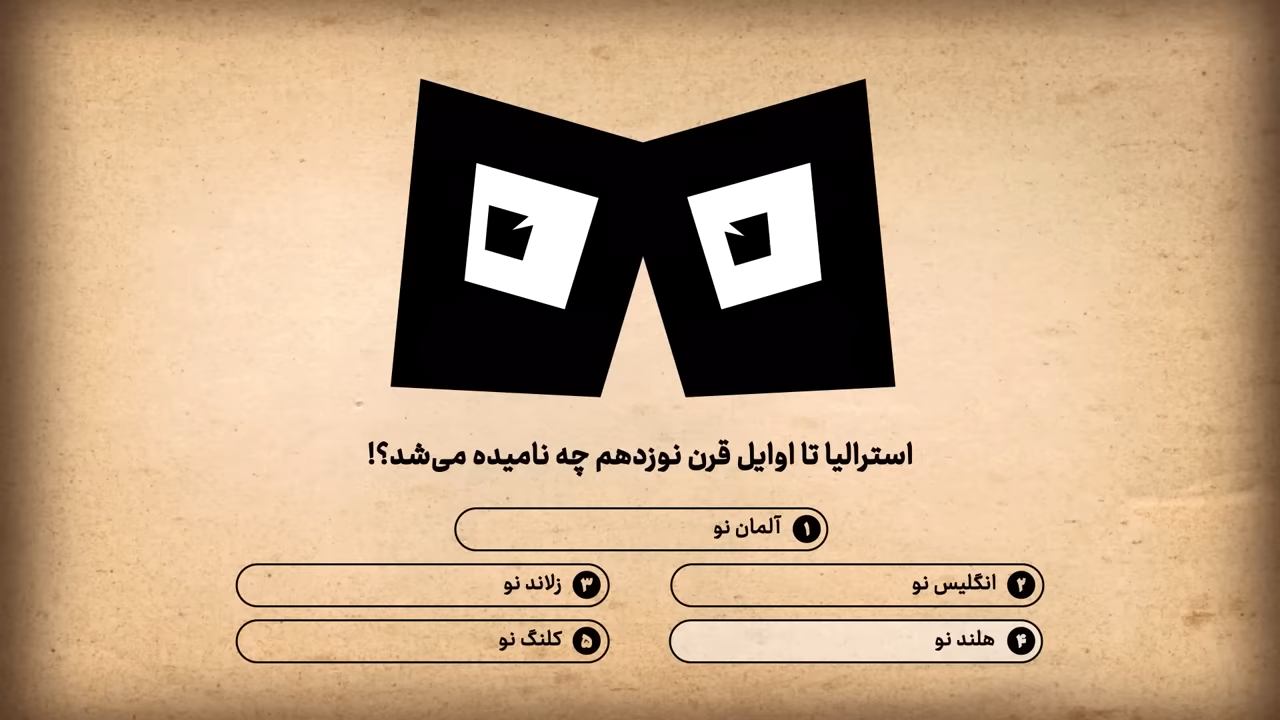 استرالیا تا اوایل قرن نوزدهم چه نامیده می‌شد؟!
۱ آلمان نو
۲ انگلیس نو
۳ زلاند نو
۴ هلند نو
۵ کلنگ نو